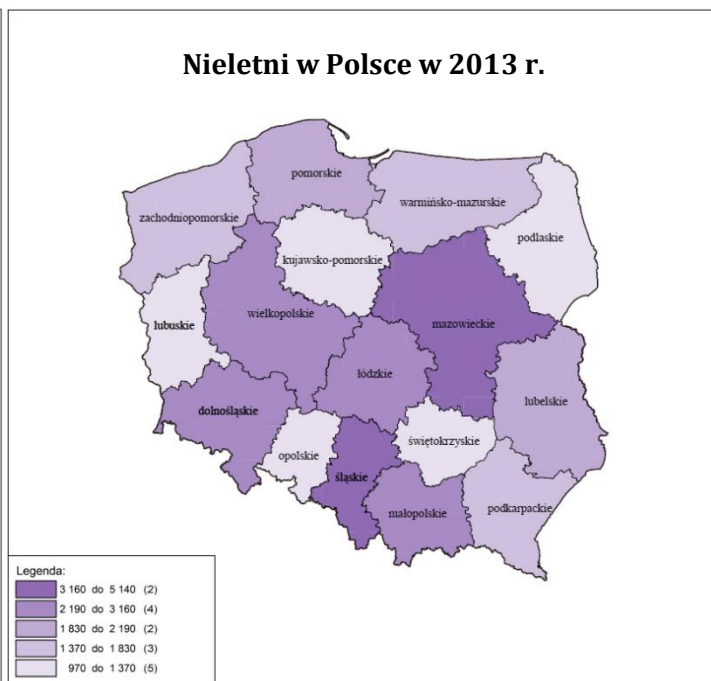 Nieletni w Polsce w 2013 r.
pomorskie
warmińsko-mazurskie
zachodniopomorskie
podlaskie
kujawsko-pomorskie
wielkopolskie
mazowieckie
lubuskie
łódzkie
lubelskie
dolnośląskie
świętokrzyskie
opolskie
śląskie
podkarpackie
małopolskie
Legenda:
3 160 do 5 140 (2)
2 190 do 3 160 (4)
1 830 do 2 190 (2)
1 370 do 1 830 (3)
970 do 1 370 (5)